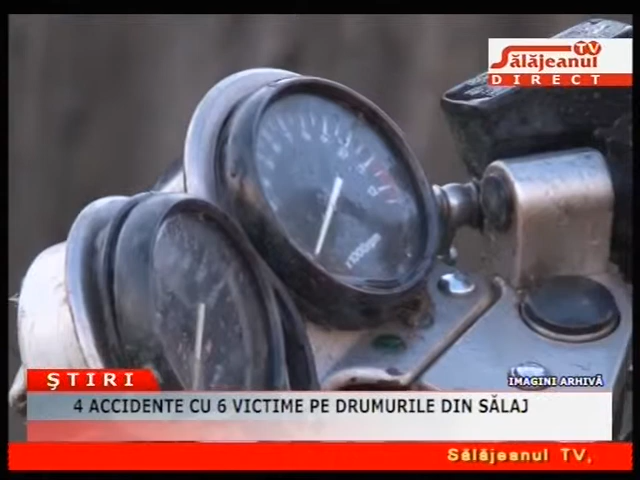 Sălăjeanul TV
DIRECT
x1000rpm
ŞTIRI
IMAGINI ARHIVĂ
4 ACCIDENTE CU 6 VICTIME PE DRUMURILE DIN SĂLAJ
Sălăjeanul TV,